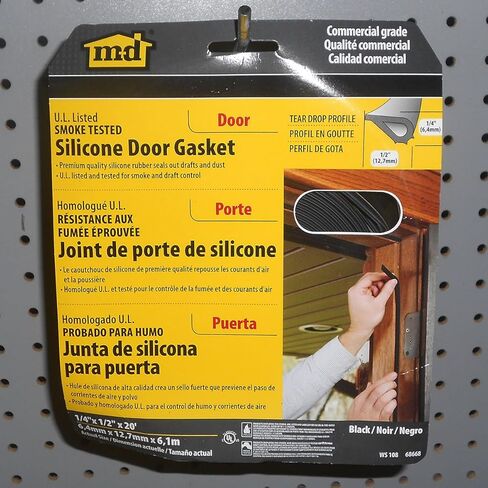 m·d
Commercial grade
Qualité commercial
Calidad comercial
U.L. Listed
SMOKE TESTED
Door
Silicone Door Gasket
• Premium quality silicone rubber seals out drafts and dust
• U.L. listed and tested for smoke and draft control
TEAR DROP PROFILE
PROFIL EN GOUTTE
PERFIL DE GOTA
1/4"
(6,4mm)
1/2"
(12,7mm)
Homologué U.L.
RÉSISTANCE AUX
FUMÉE ÉPROUVÉE
Porte
Joint de porte de silicone
• Le caoutchouc de silicone de première qualité repousse les courants d'air
et la poussière
• Homologué U.L. et testé pour le contrôle de la fumée et des courants d'air
Homologado U.L.
PROBADO PARA HUMO
Puerta
Junta de silicona
para puerta
• Hule de silicona de alta calidad crea un sello fuerte que previene el paso de
corrientes de aire y polvo
• Probado y homologado U.L. para el control de humo y corrientes de aire
1/4"x 1/2"x 20'
6,4mm x 12,7mm x 6,1m
Actual Size / Dimension actuelle / Tamaño actual
Black / Noir / Negro
WS 108 68668